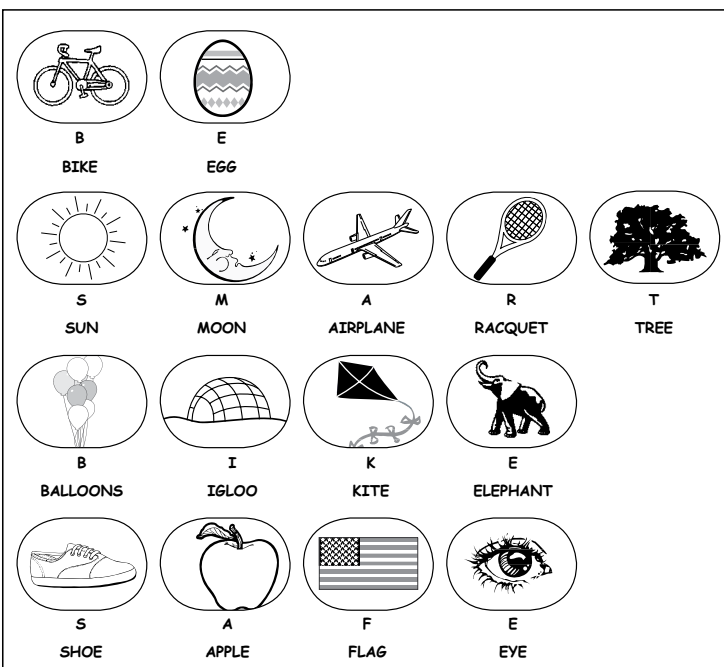 B E
BIKE EGG
S M A R T
SUN MOON AIRPLANE RACQUET TREE
B I K E
BALLOONS IGLOO KITE ELEPHANT
S A F E
SHOE APPLE FLAG EYE